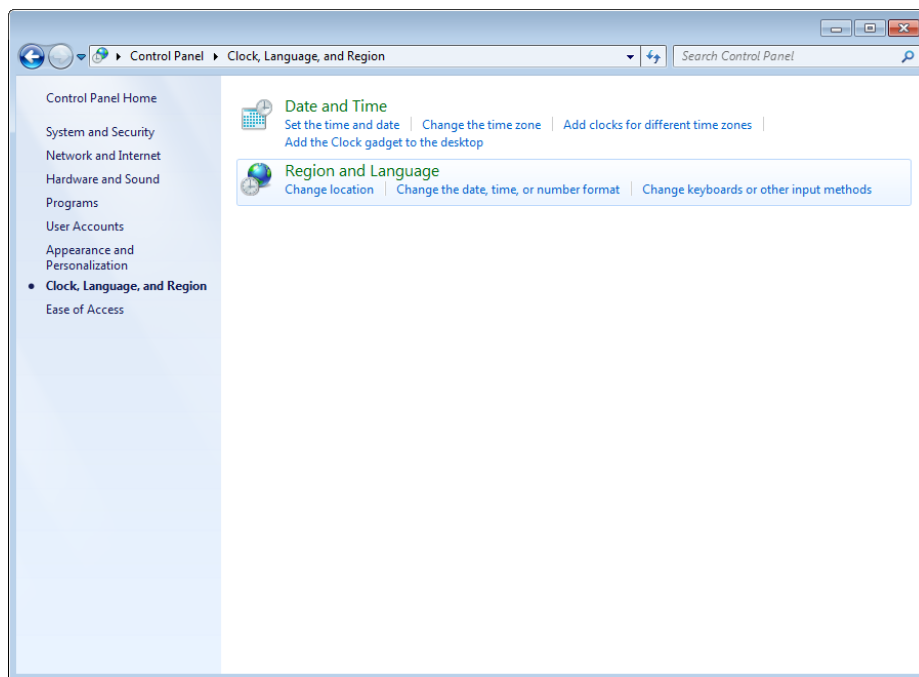 Control Panel Clock, Language, and Region Search Control Panel
Control Panel Home
System and Security
Network and Internet
Hardware and Sound
Programs
User Accounts
Appearance and
Personalization
Clock, Language, and Region
Ease of Access
Date and Time
Set the time and date Change the time zone Add clocks for different time zones
Add the Clock gadget to the desktop
Region and Language
Change location Change the date, time, or number format Change keyboards or other input methods